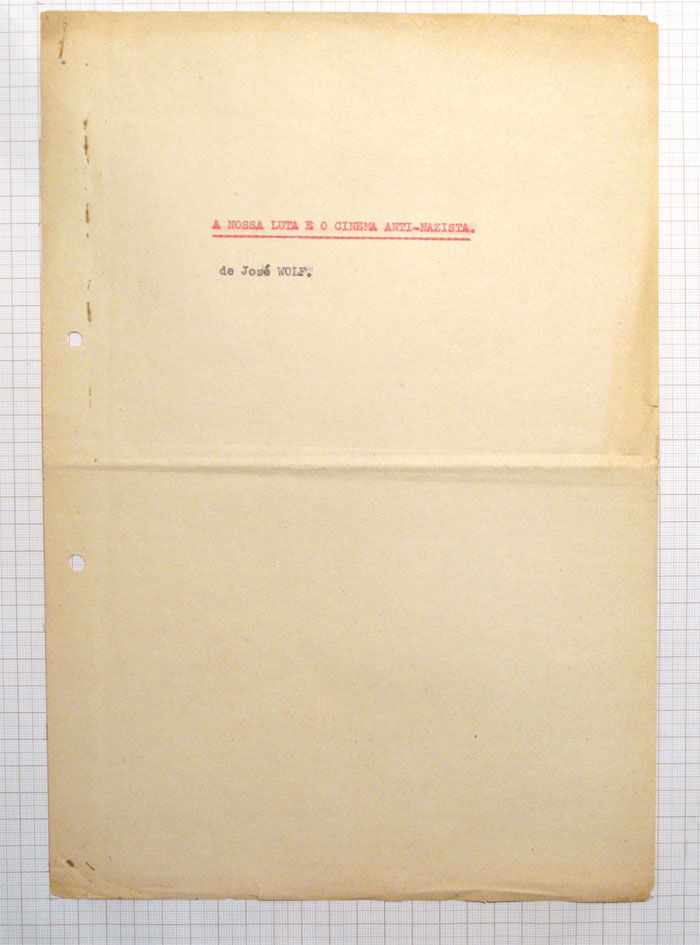 A NOSSA LUTA E O CINEMA ANTI-NAZISTA.
de José WOLF.